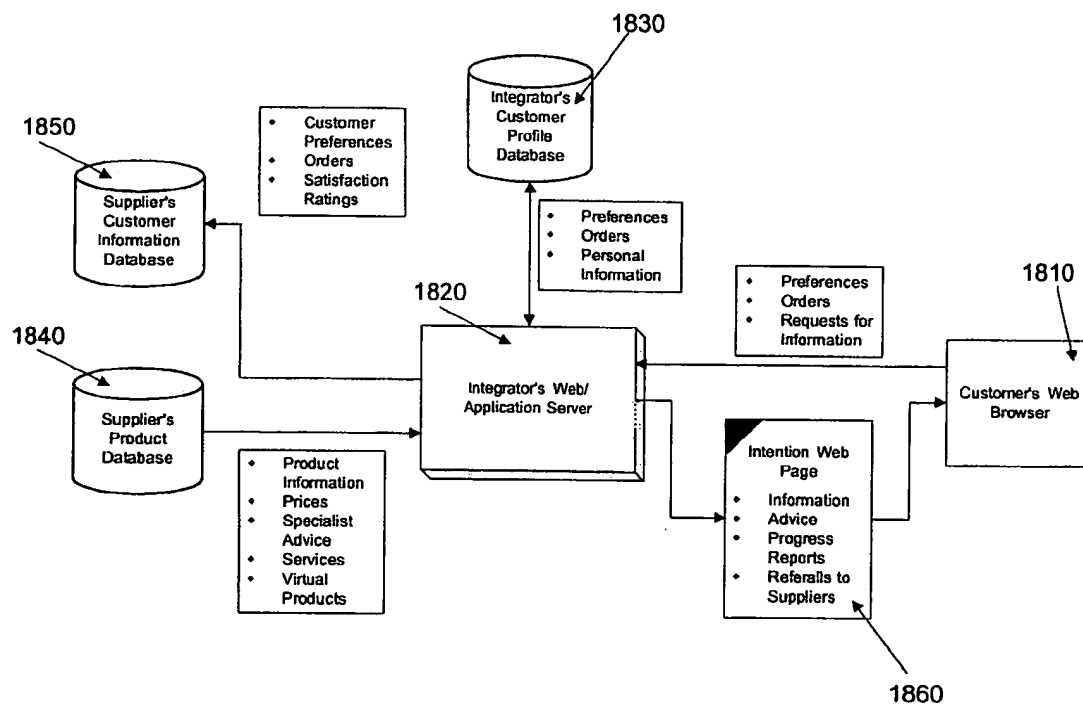 1830
Integrator's
Customer
Profile
Database
1850
• Customer
Preferences
• Orders
• Satisfaction
Ratings
Supplier's
Customer
Information
Database
• Preferences
• Orders
• Personal
Information
1820
• Preferences
• Orders
• Requests for
Information
1810
1840
Integrator's Web/
Application Server
Customer's Web
Browser
Supplier's
Product
Database
• Product
Information
• Prices
• Specialist
Advice
• Services
• Virtual
Products
Intention Web
Page
• Information
• Advice
• Progress
Reports
• Referalls to
Suppliers
1860